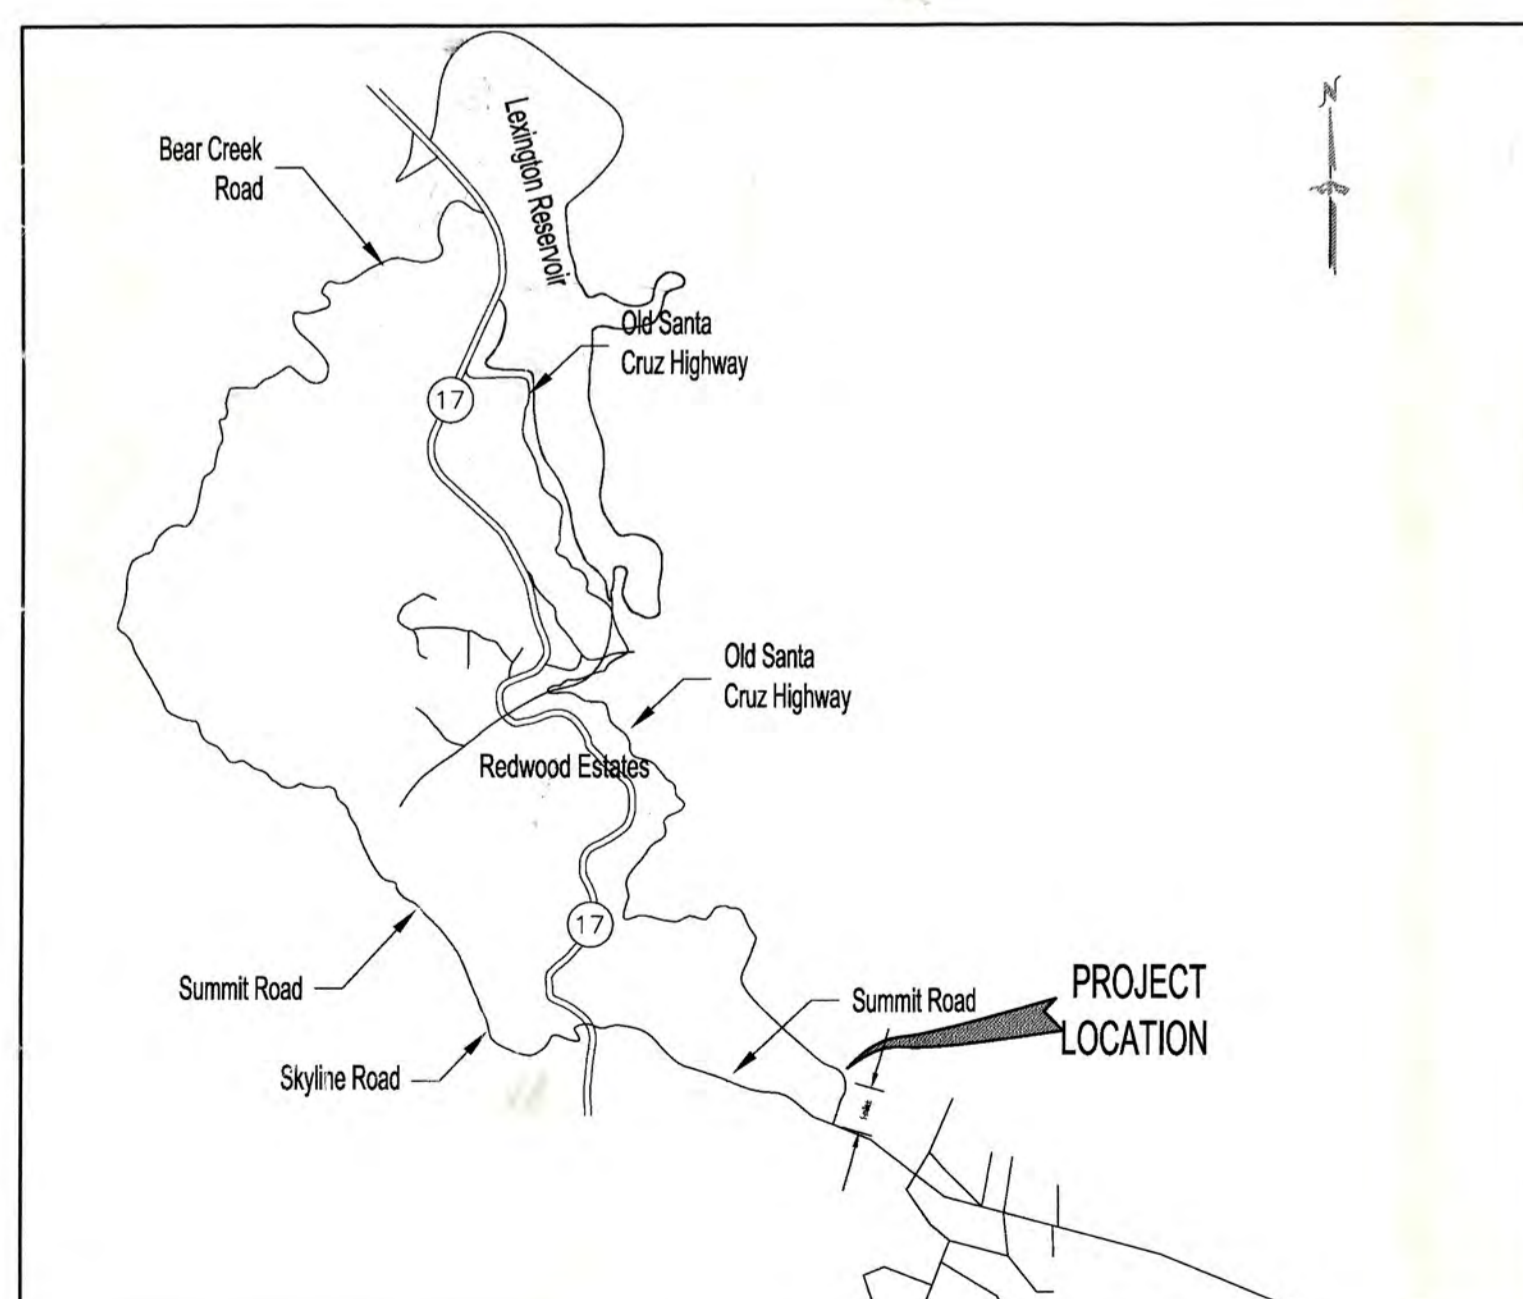 N
Lexington Reservoir
Bear Creek
Road
Old Santa
Cruz Highway
17
Old Santa
Cruz Highway
Redwood Estates
17
Summit Road
PROJECT
LOCATION
Summit Road
Skyline Road